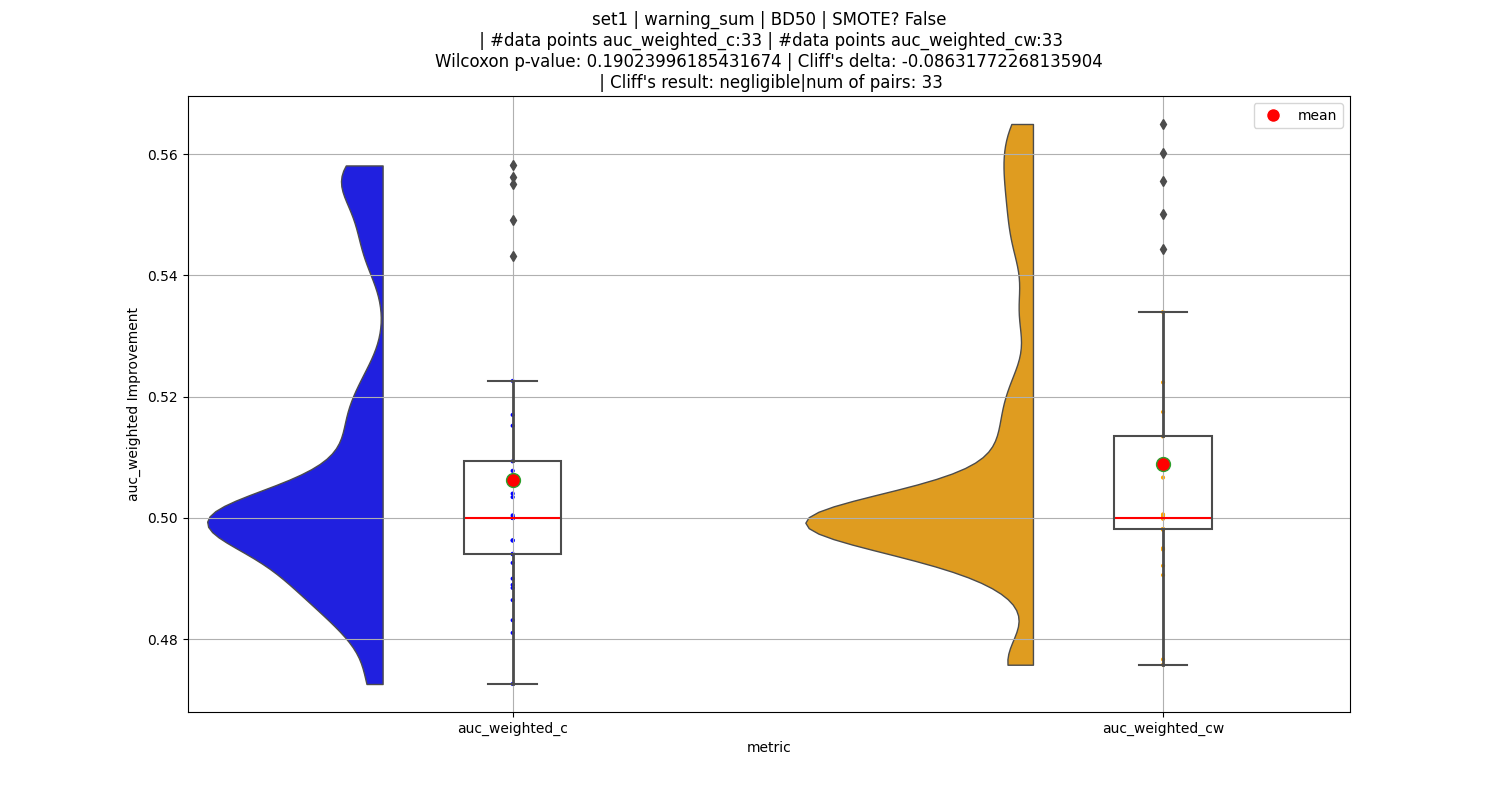 set1 | warning_sum | BD50 | SMOTE? False
| #data points auc_weighted_c:33 | #data points auc_weighted_cw:33
Wilcoxon p-value: 0.19023996185431674 | Cliff's delta: -0.08631772268135904
| Cliff's result: negligible|num of pairs: 33
mean
0.56
0.54
0.52
0.50
0.48
auc_weighted Improvement
auc_weighted_c
auc_weighted_cw
metric